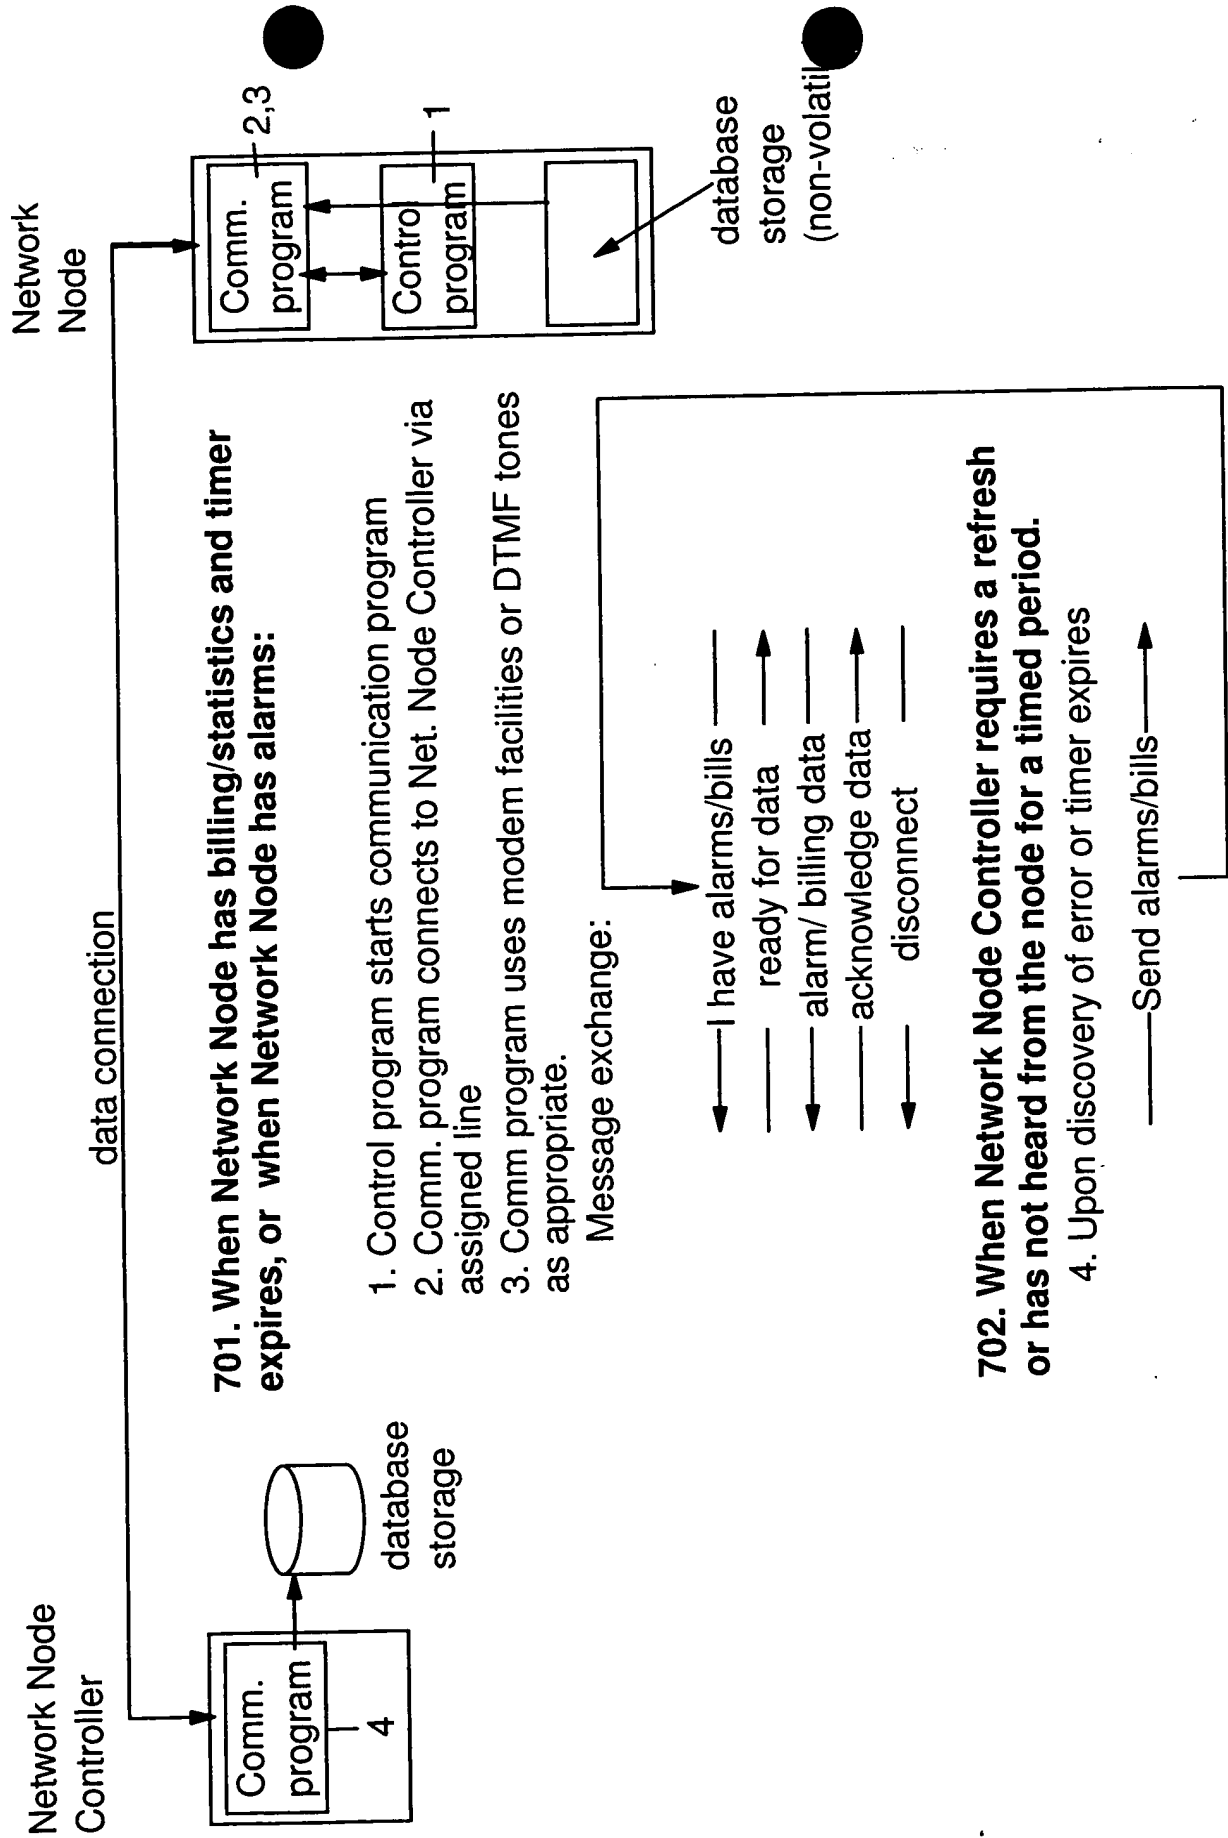 Network Node
Controller
data connection
Network
Node
Comm.
program
4
database
storage
Comm.
program
2,3
Control
program
1
database
storage
(non-volatil
701. When Network Node has billing/statistics and timer
expires, or when Network Node has alarms:
1. Control program starts communication program
2. Comm. program connects to Net. Node Controller via
assigned line
3. Comm program uses modem facilities or DTMF tones
as appropriate.
Message exchange:
I have alarms/bills
ready for data
alarm/ billing data
acknowledge data
disconnect
702. When Network Node Controller requires a refresh
or has not heard from the node for a timed period.
4. Upon discovery of error or timer expires
Send alarms/bills